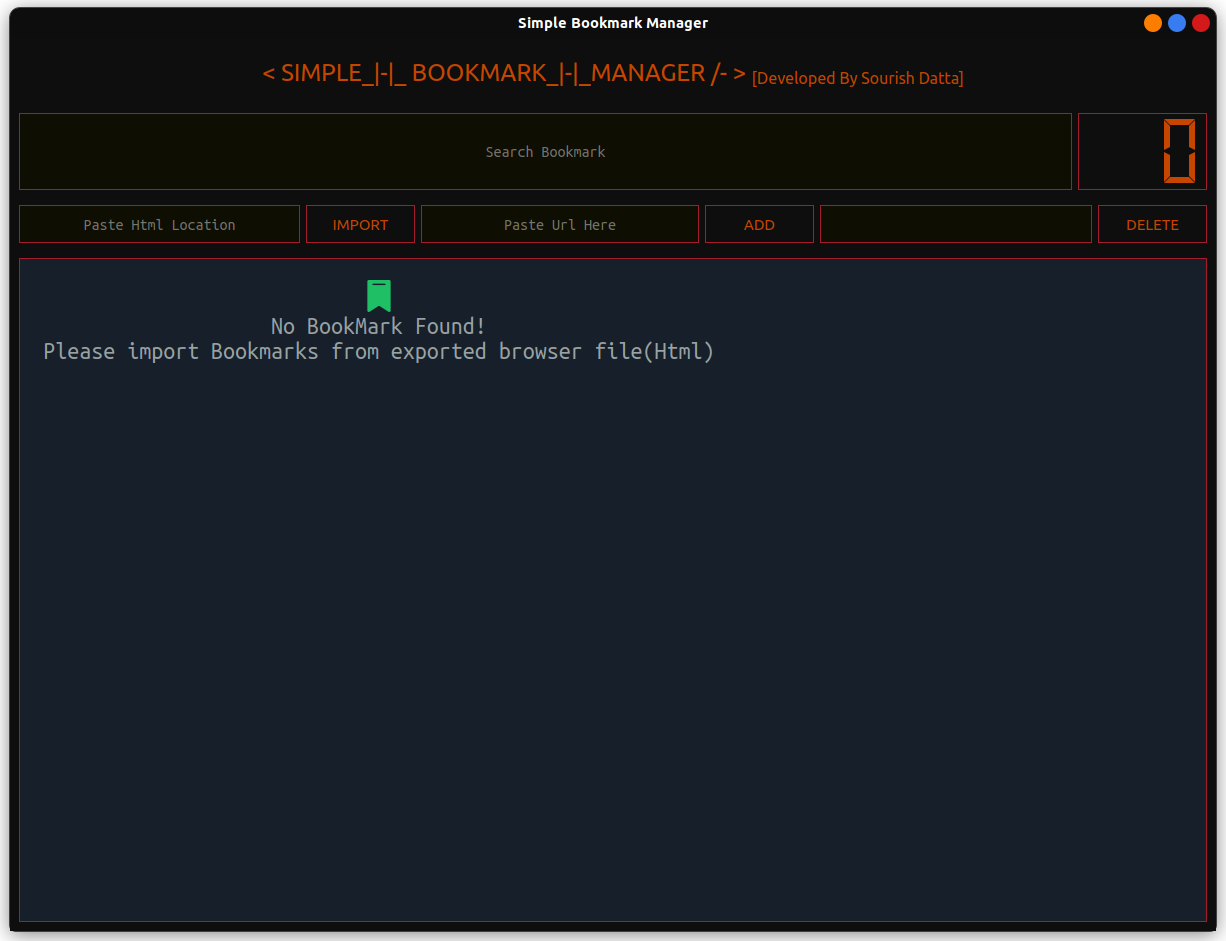 Simple Bookmark Manager
< SIMPLE_|-|_ BOOKMARK_|-|_MANAGER /- > [Developed By Sourish Datta]
Search Bookmark 0
Paste Html Location IMPORT Paste Url Here ADD DELETE
No BookMark Found!
Please import Bookmarks from exported browser file(Html)